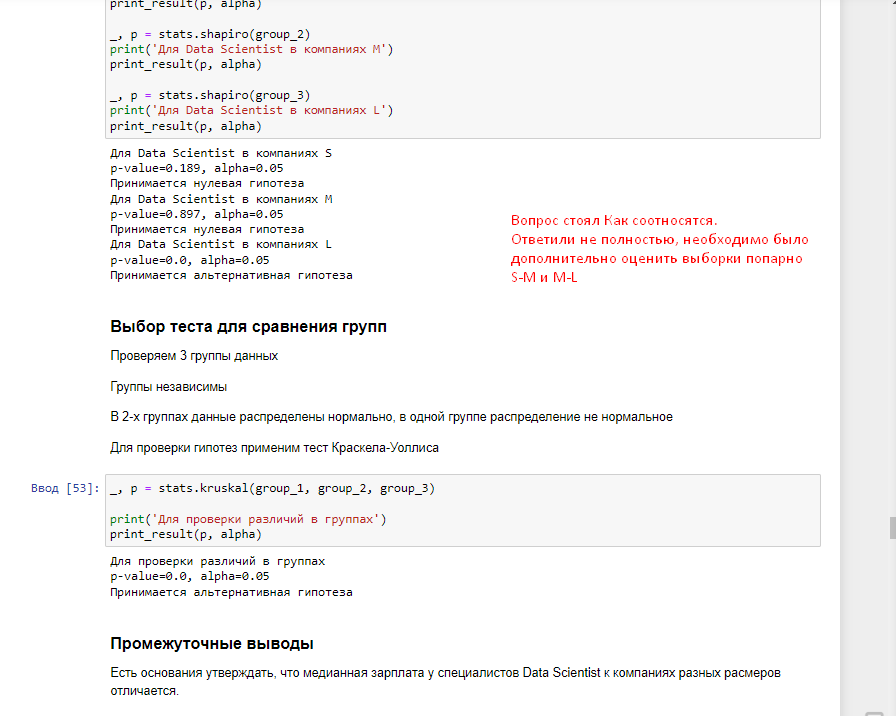 print_result(p, alpha)
_, p = stats.shapiro(group_2)
print('Для Data Scientist в компаниях M')
print_result(p, alpha)
_, p = stats.shapiro(group_3)
print('Для Data Scientist в компаниях L')
print_result(p, alpha)
Для Data Scientist в компаниях S
p-value=0.189, alpha=0.05
Принимается нулевая гипотеза
Для Data Scientist в компаниях M
p-value=0.897, alpha=0.05
Принимается нулевая гипотеза
Для Data Scientist в компаниях L
p-value=0.0, alpha=0.05
Принимается альтернативная гипотеза
Вопрос стоял Как соотносятся.
Ответили не полностью, необходимо было
дополнительно оценить выборки попарно
S-M и M-L
Выбор теста для сравнения групп
Проверяем 3 группы данных
Группы независимы
В 2-х группах данные распределены нормально, в одной группе распределение не нормальное
Для проверки гипотез применим тест Краскела-Уоллиса
Ввод [53]: _, p = stats.kruskal(group_1, group_2, group_3)
print('Для проверки различий в группах')
print_result(p, alpha)
Для проверки различий в группах
p-value=0.0, alpha=0.05
Принимается альтернативная гипотеза
Промежуточные выводы
Есть основания утверждать, что медианная зарплата у специалистов Data Scientist к компаниях разных расмеров
отличается.